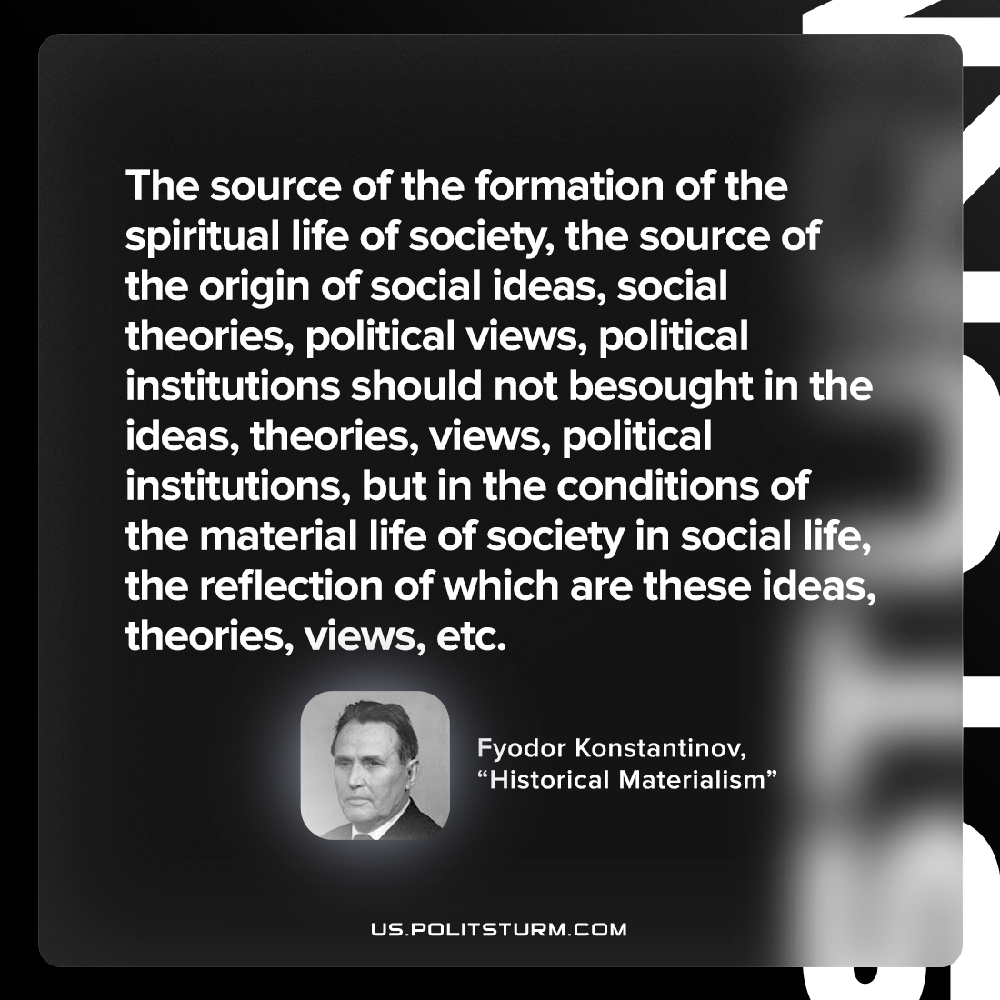 The source of the formation of the
spiritual life of society, the source of
the origin of social ideas, social
theories, political views, political
institutions should not besought in the
ideas, theories, views, political
institutions, but in the conditions of
the material life of society in social life,
the reflection of which are these ideas,
theories, views, etc.
Fyodor Konstantinov,
“Historical Materialism”
US.POLITSTURM.COM